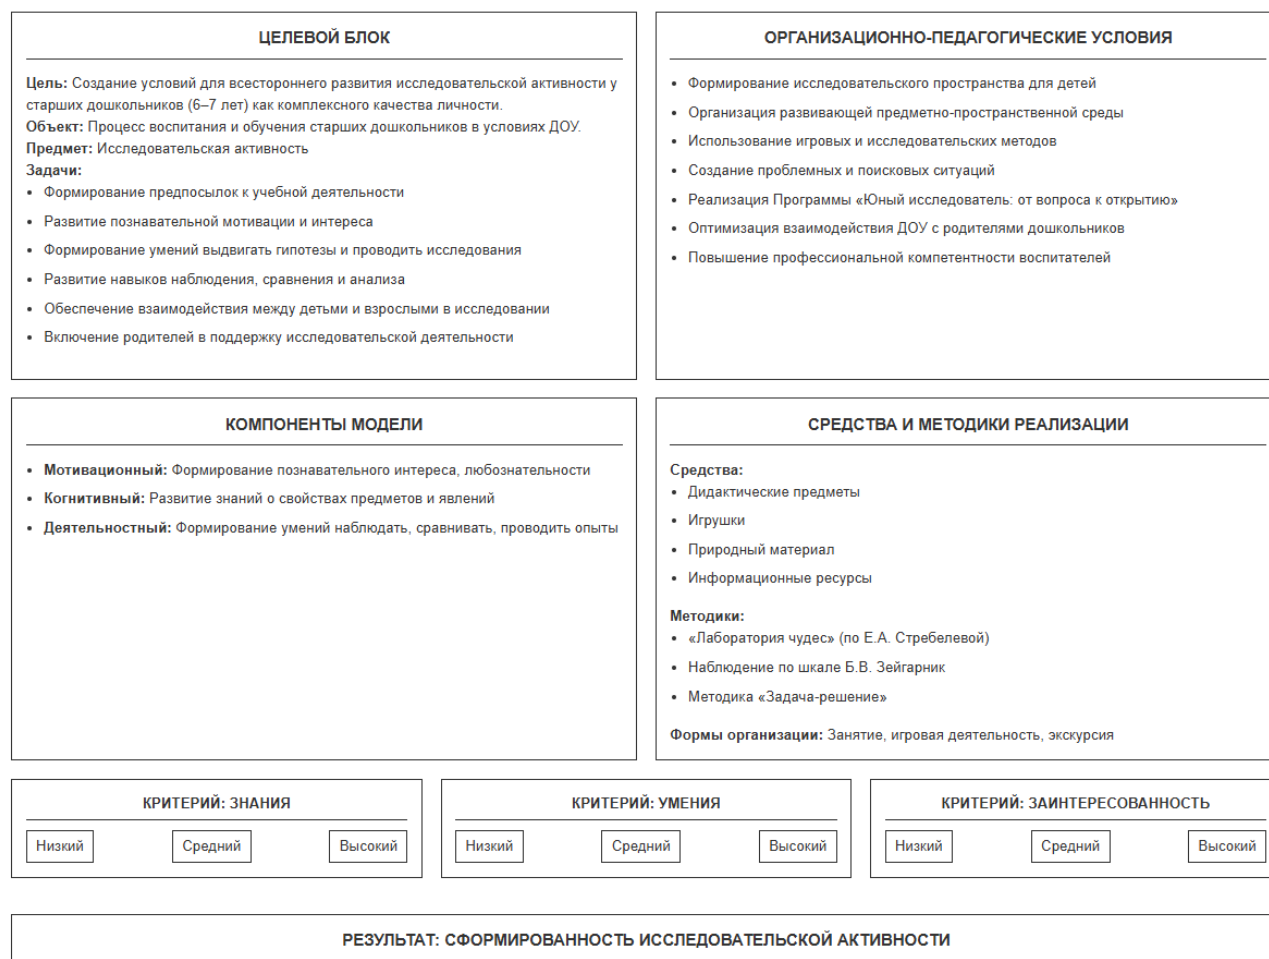 ЦЕЛЕВОЙ БЛОК
Цель: Создание условий для всестороннего развития исследовательской активности у
старших дошкольников (6–7 лет) как комплексного качества личности.
Объект: Процесс воспитания и обучения старших дошкольников в условиях ДОУ.
Предмет: Исследовательская активность
Задачи:
• Формирование предпосылок к учебной деятельности
• Развитие познавательной мотивации и интереса
• Формирование умений выдвигать гипотезы и проводить исследования
• Развитие навыков наблюдения, сравнения и анализа
• Обеспечение взаимодействия между детьми и взрослыми в исследовании
• Включение родителей в поддержку исследовательской деятельности
ОРГАНИЗАЦИОННО-ПЕДАГОГИЧЕСКИЕ УСЛОВИЯ
• Формирование исследовательского пространства для детей
• Организация развивающей предметно-пространственной среды
• Использование игровых и исследовательских методов
• Создание проблемных и поисковых ситуаций
• Реализация Программы «Юный исследователь: от вопроса к открытию»
• Оптимизация взаимодействия ДОУ с родителями дошкольников
• Повышение профессиональной компетентности воспитателей
КОМПОНЕНТЫ МОДЕЛИ
• Мотивационный: Формирование познавательного интереса, любознательности
• Когнитивный: Развитие знаний о свойствах предметов и явлений
• Деятельностный: Формирование умений наблюдать, сравнивать, проводить опыты
СРЕДСТВА И МЕТОДИКИ РЕАЛИЗАЦИИ
Средства:
• Дидактические предметы
• Игрушки
• Природный материал
• Информационные ресурсы
Методики:
• «Лаборатория чудес» (по Е.А. Стребелевой)
• Наблюдение по шкале Б.В. Зейгарник
• Методика «Задача-решение»
Формы организации: Занятие, игровая деятельность, экскурсия
КРИТЕРИЙ: ЗНАНИЯ
Низкий Средний Высокий
КРИТЕРИЙ: УМЕНИЯ
Низкий Средний Высокий
КРИТЕРИЙ: ЗАИНТЕРЕСОВАННОСТЬ
Низкий Средний Высокий
РЕЗУЛЬТАТ: СФОРМИРОВАННОСТЬ ИССЛЕДОВАТЕЛЬСКОЙ АКТИВНОСТИ